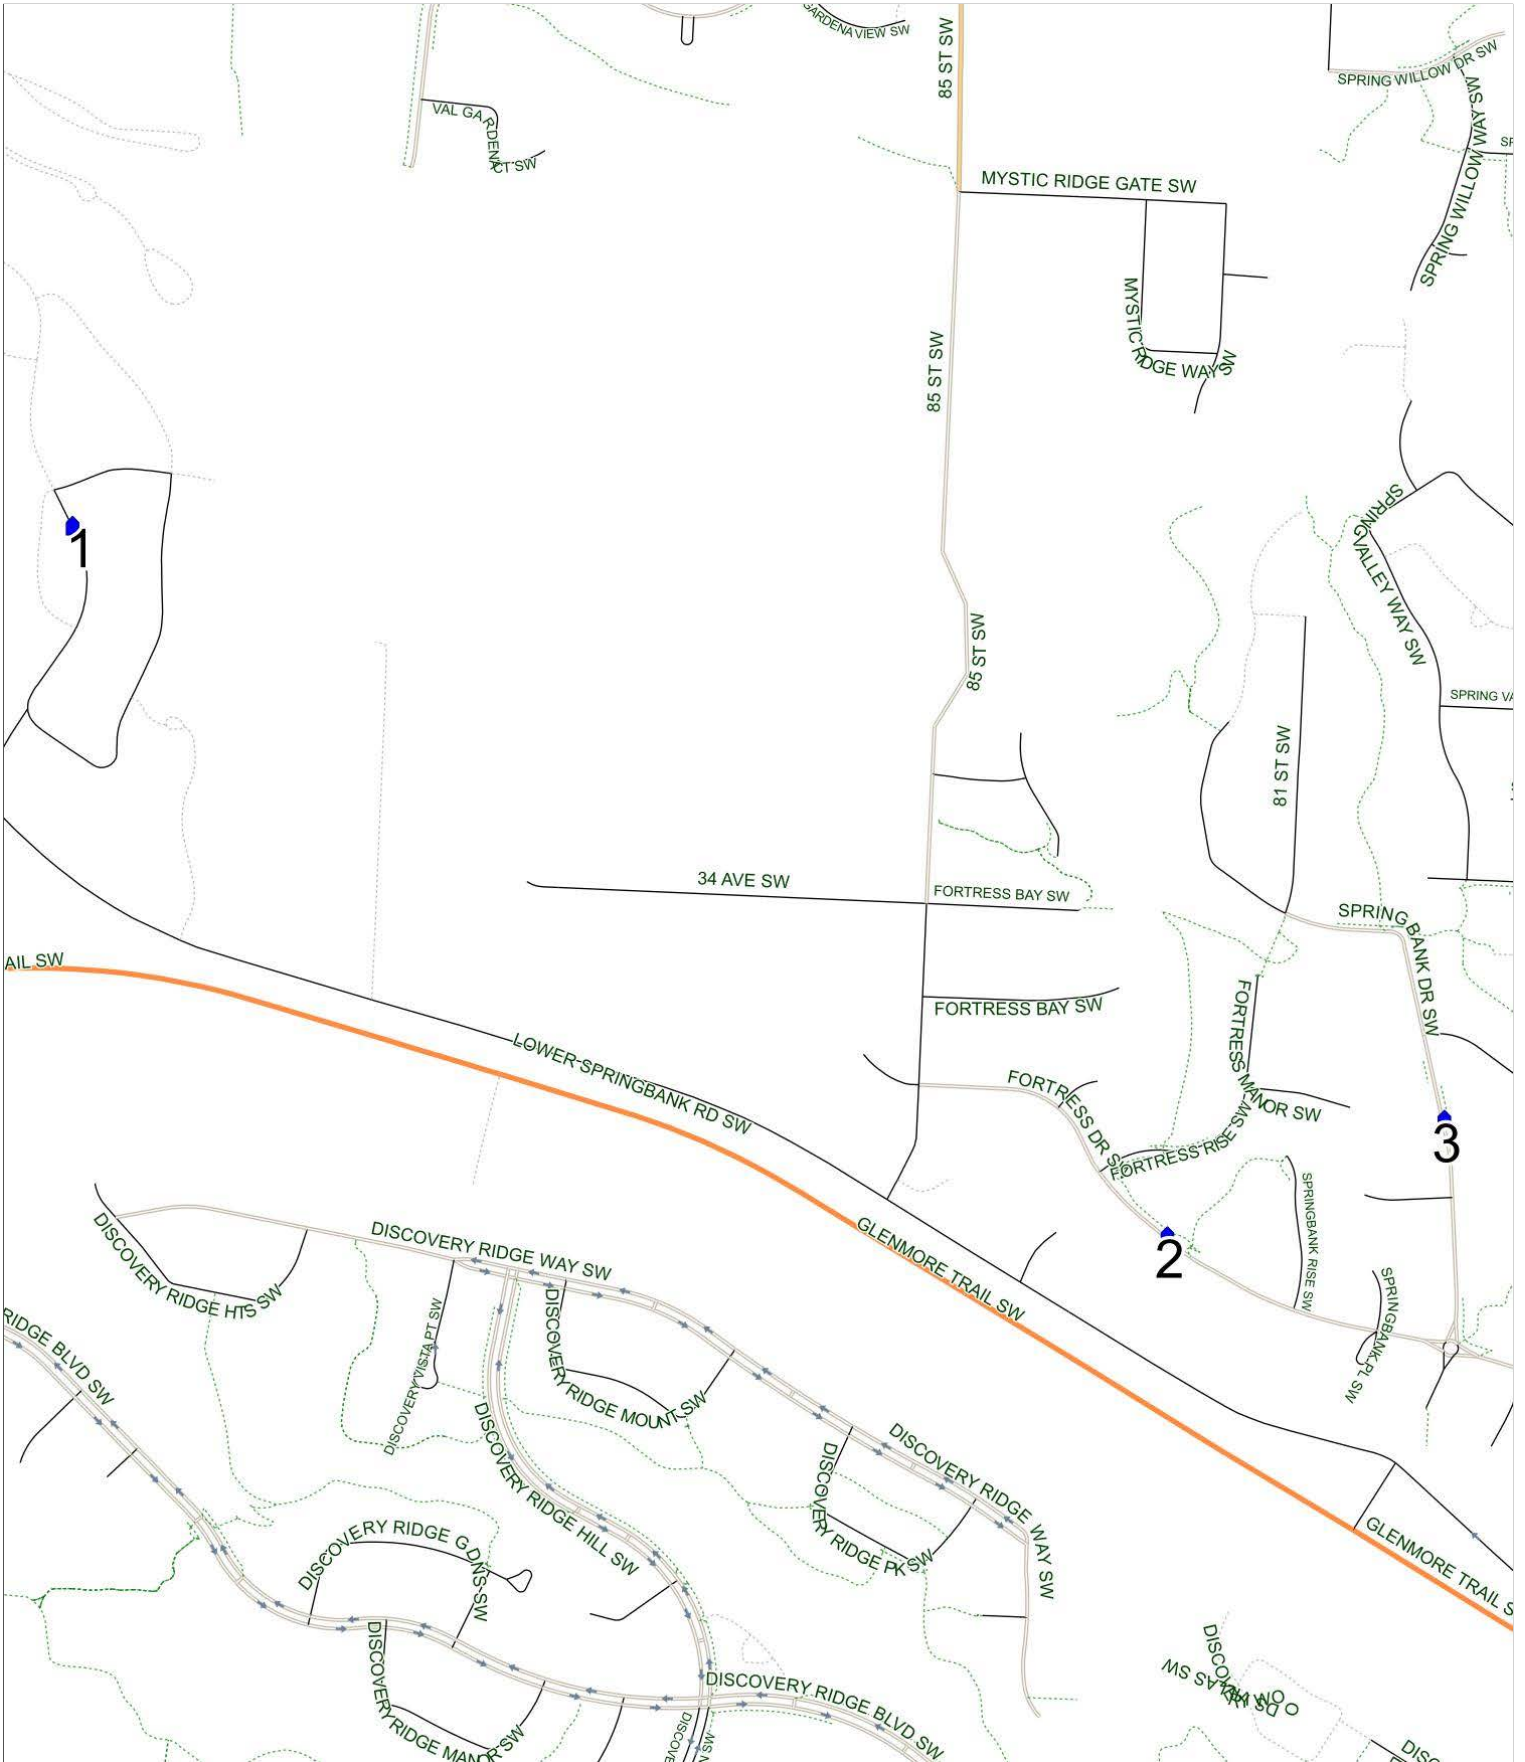 GARDENA VIEW SW
85 ST SW
SPRING WILLOW DR SW
VAL GARDENA CT SW
SPRING WILLOW WAY SW
MYSTIC RIDGE GATE SW
MYSTIC RIDGE WAY SW
85 ST SW
SPRING VALLEY WAY SW
1
85 ST SW
SPRING VA
81 ST SW
34 AVE SW
FORTRESS BAY SW
SPRINGBANK DR SW
AIL SW
FORTRESS BAY SW
FORTRESS MANOR SW
LOWER SPRINGBANK RD SW
FORTRESS DR SW
FORTRESS RISE SW
3
2
SPRINGBANK RISE SW
DISCOVERY RIDGE HTS SW
DISCOVERY RIDGE WAY SW
GLENMORE TRAIL SW
SPRINGBANK PL SW
RIDGE BLVD SW
DISCOVERY VISTA PT SW
DISCOVERY RIDGE MOUNT SW
DISCOVERY RIDGE HILL SW
DISCOVERY RIDGE WAY SW
DISCOVERY RIDGE PK SW
DISCOVERY RIDGE GDNS SW
GLENMORE TRAIL S
DISCOVERY RIDGE MANOR SW
DISCOVERY RIDGE BLVD SW
DISCOVE
DISC